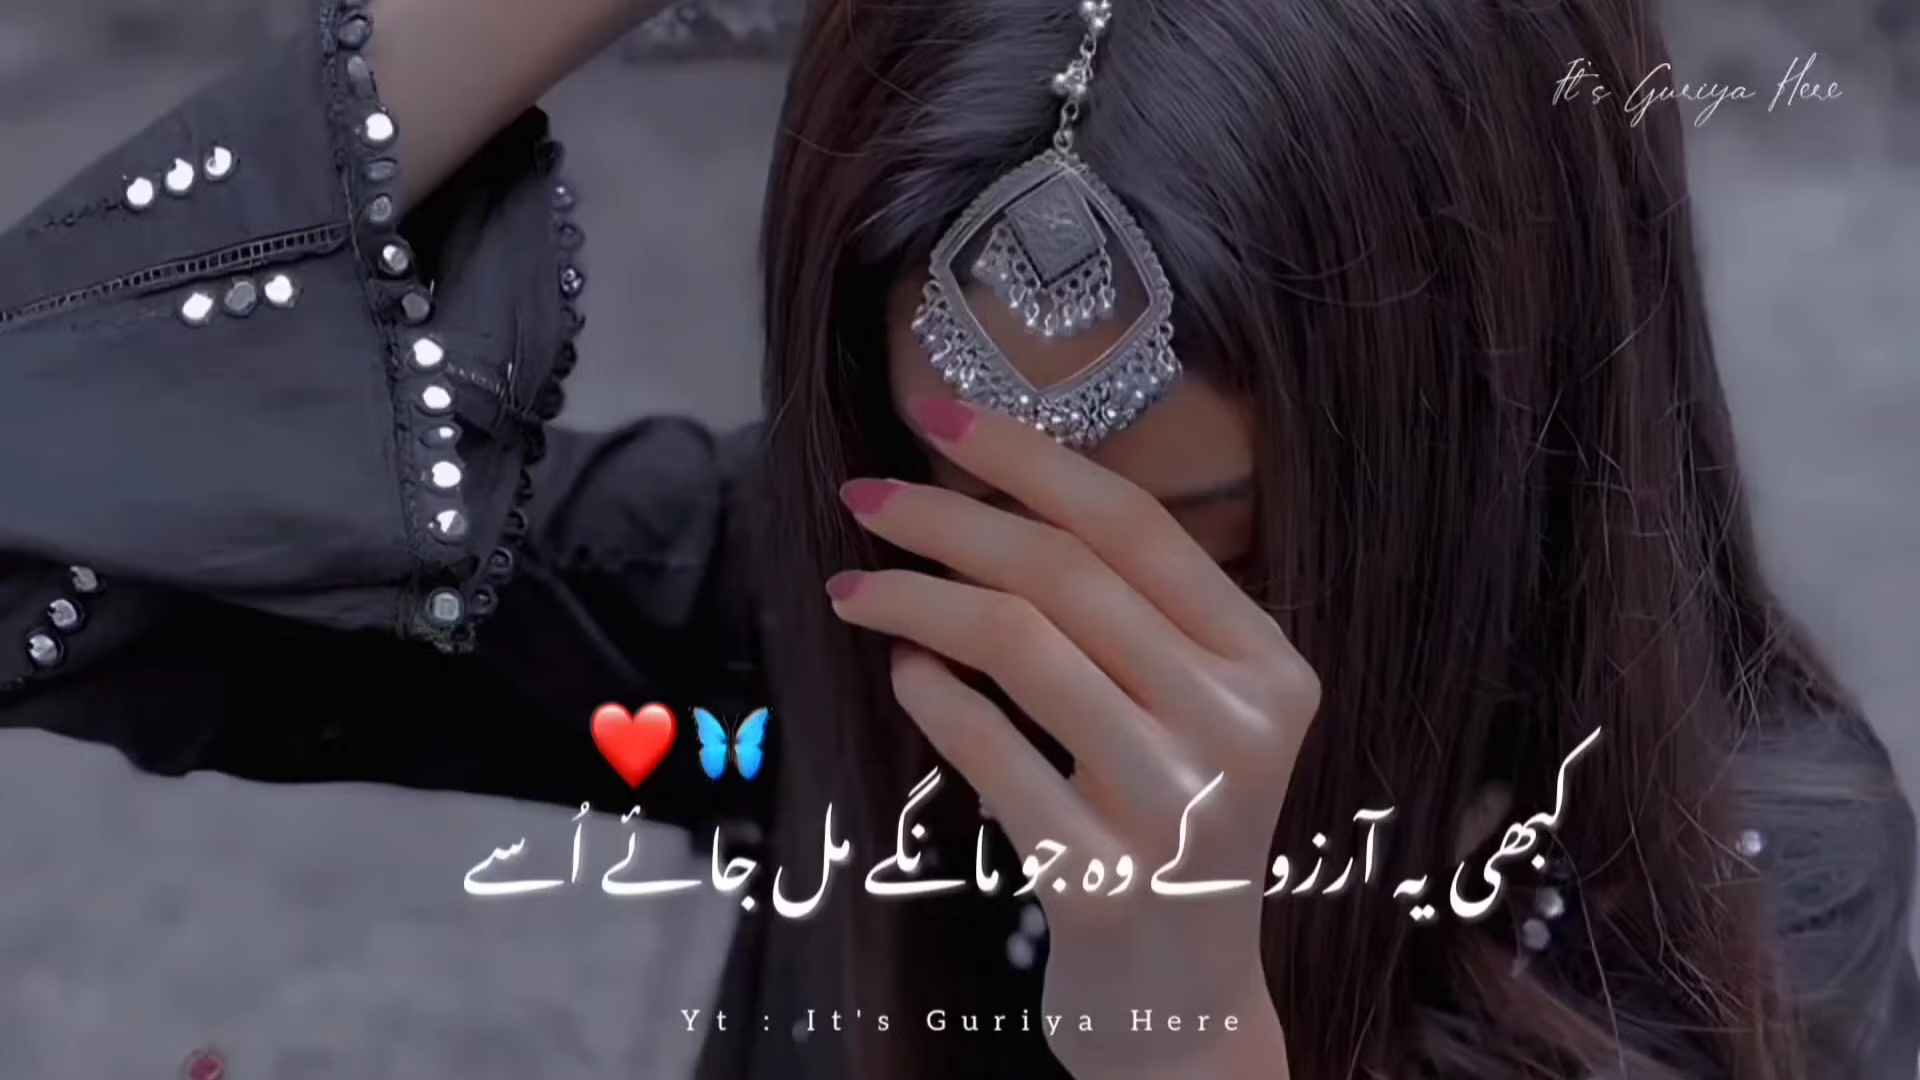 It's Guriya Here
❤️🦋
کبھی یہ آرزو کے وہ جو مانگے مل جائے اُسے
Yt : It's Guriya Here